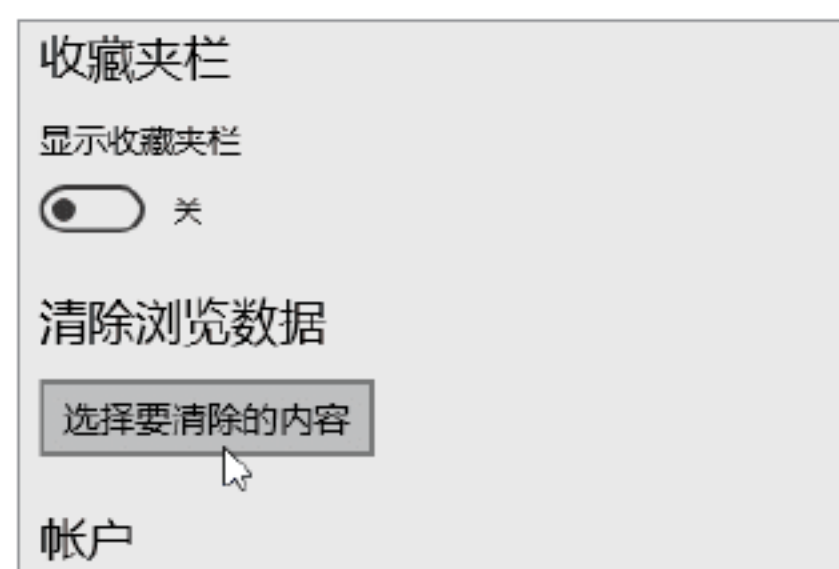 收藏夹栏
显示收藏夹栏
关
清除浏览数据
选择要清除的内容
帐户